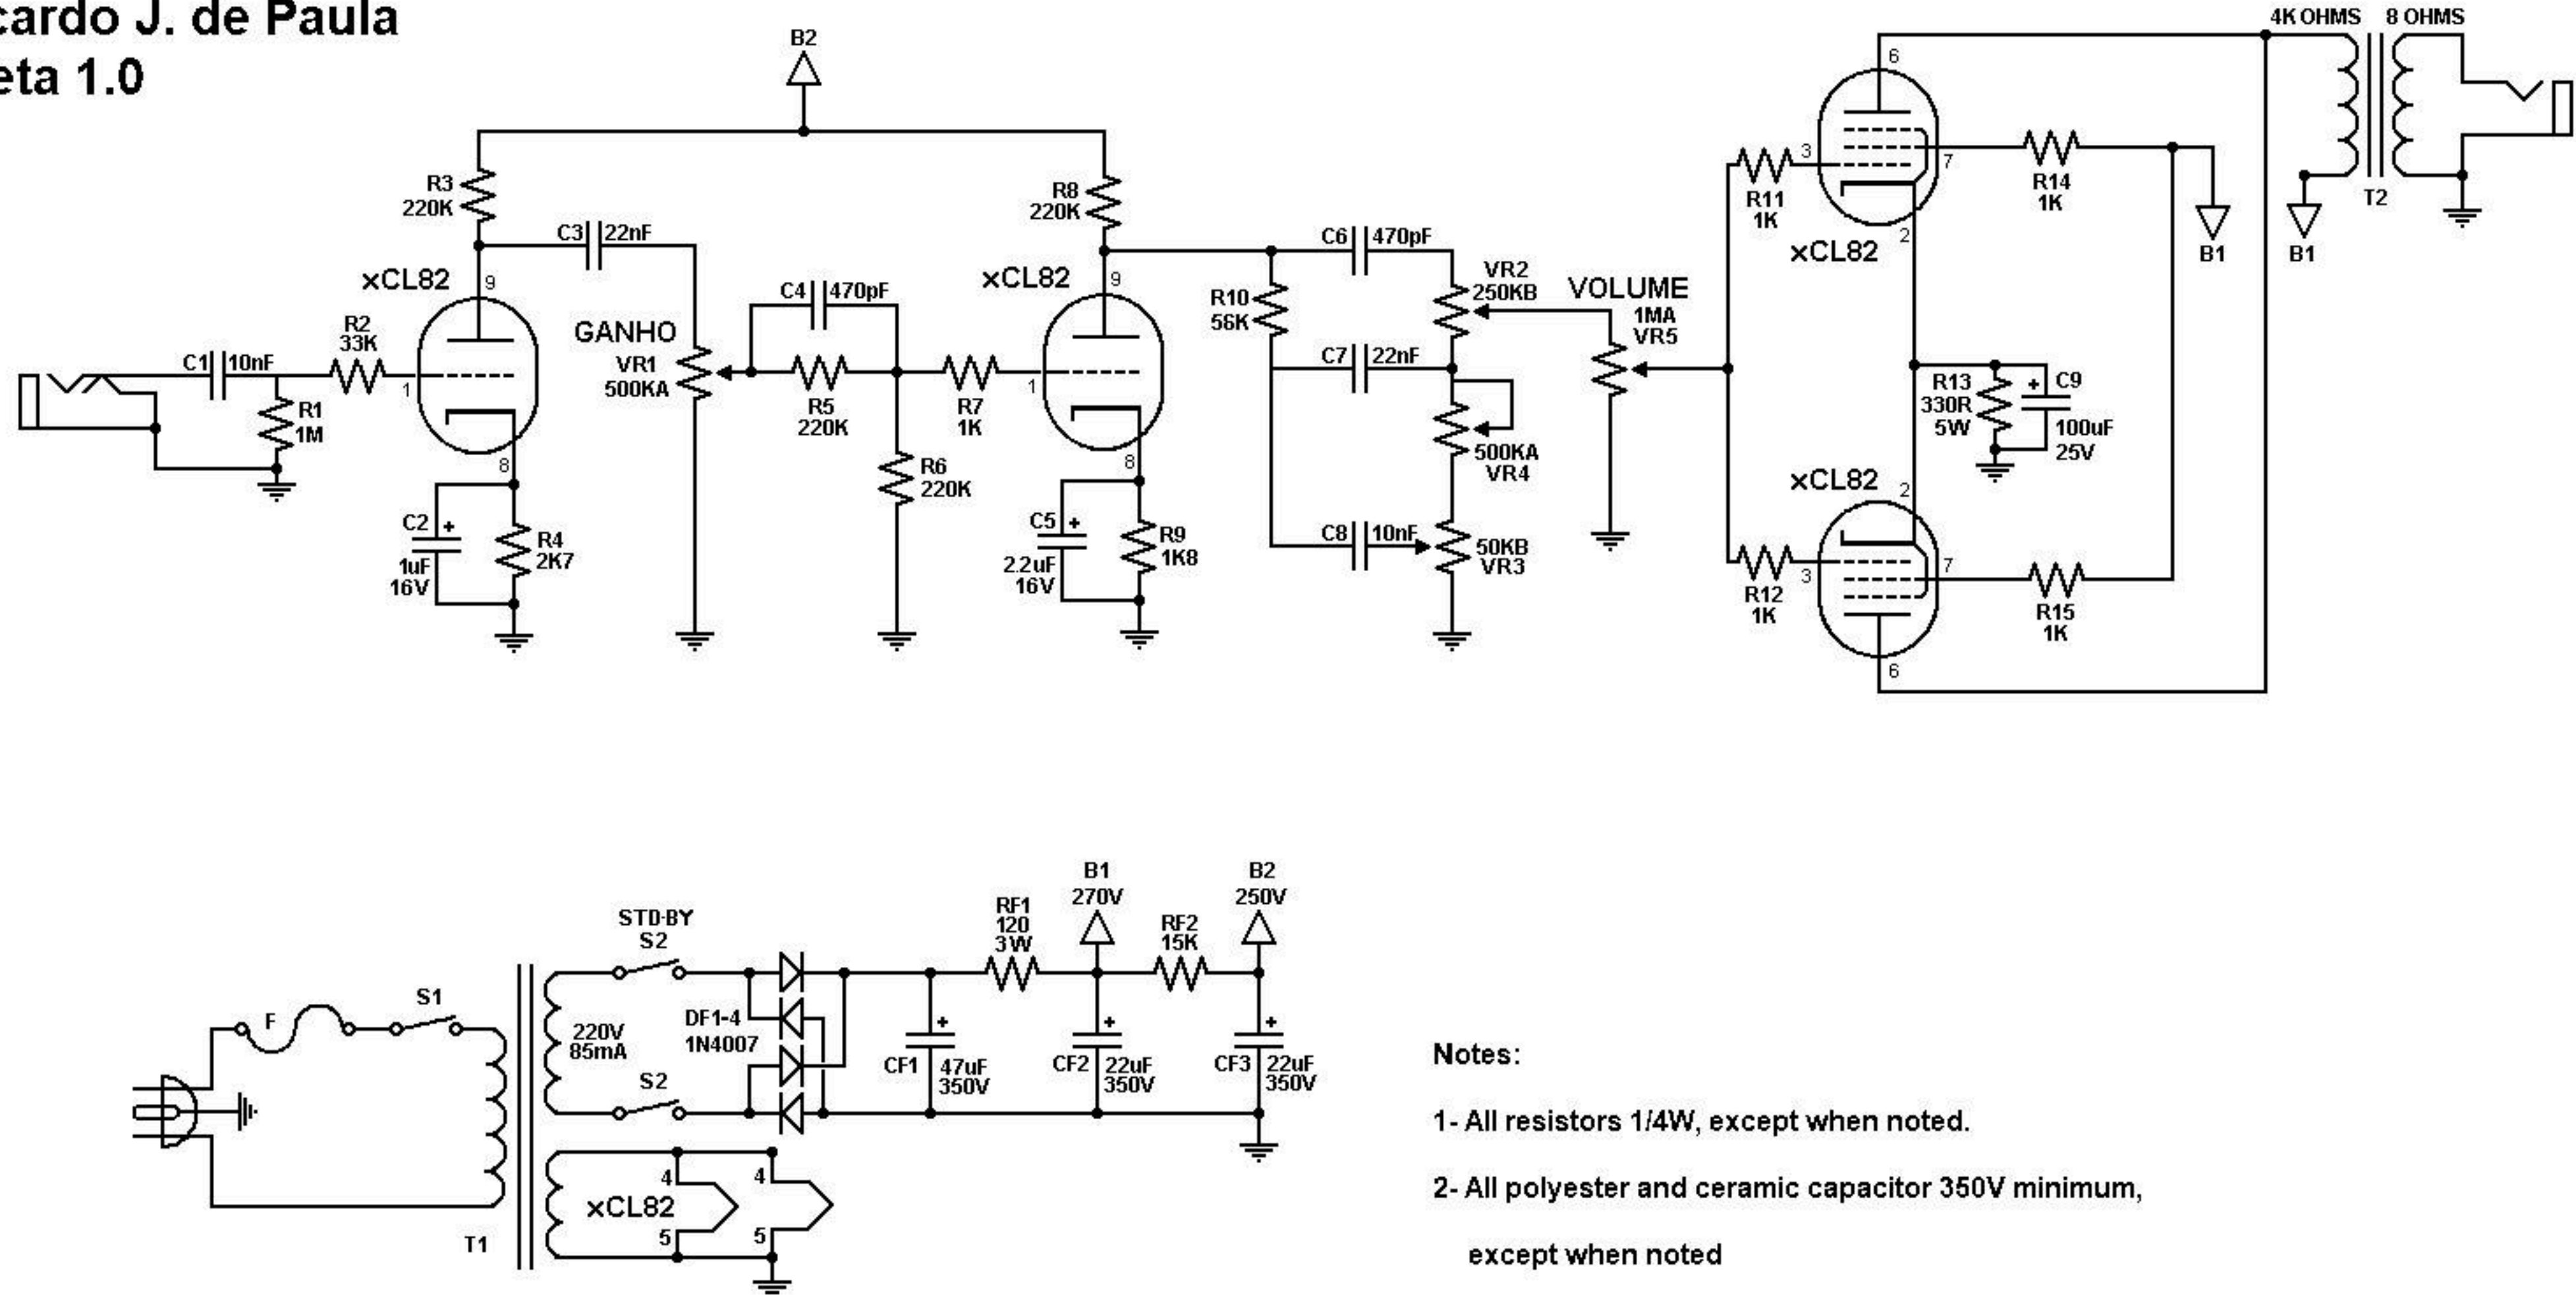 cardo J. de Paula
eta 1.0
B2
4K OHMS 8 OHMS
R3
220K
R8
220K
C3 22nF
xCL82
9
GANHO
VR1
500KA
C4 470pF
R5
220K
R7
1K
R6
220K
C1 10nF
R2
33K
1
R1
1M
8
C2 +
1uF
16V
R4
2K7
xCL82
9
1
8
C5 +
2.2uF
16V
R9
1K8
C6 470pF
R10
56K
VR2
250KB
C7 22nF
500KA
VR4
C8 10nF
50KB
VR3
VOLUME
1MA
VR5
6
3
7
2
R11
1K
xCL82
R14
1K
B1
B1
T2
R13
330R
5W
+ C9
100uF
25V
xCL82
2
3
7
6
R12
1K
R15
1K
STD-BY
S2
S1
F
220V
85mA
S2
DF1-4
1N4007
RF1
120
3W
B1
270V
RF2
15K
B2
250V
+
CF1 47uF
350V
+
CF2 22uF
350V
+
CF3 22uF
350V
T1
xCL82
4
4
5
5
Notes:
1- All resistors 1/4W, except when noted.
2- All polyester and ceramic capacitor 350V minimum,
except when noted